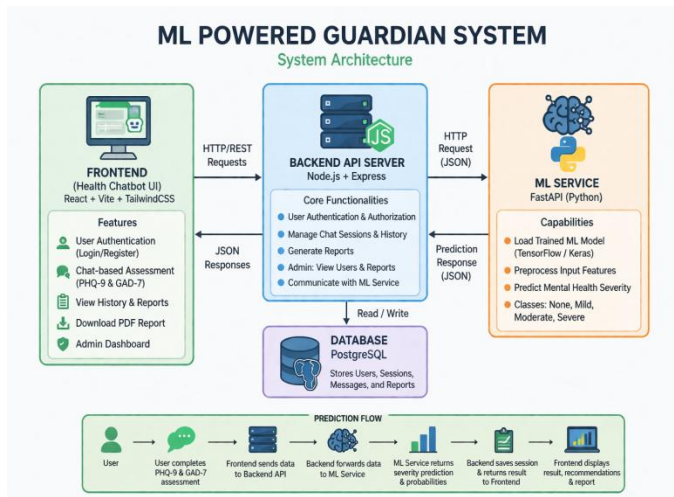 ML POWERED GUARDIAN SYSTEM
System Architecture
FRONTEND
(Health Chatbot UI)
React + Vite + TailwindCSS
Features
User Authentication
(Login/Register)
Chat-based Assessment
(PHQ-9 & GAD-7)
View History & Reports
Download PDF Report
Admin Dashboard
HTTP/REST
Requests
JSON
Responses
JS
BACKEND API SERVER
Node.js + Express
Core Functionalities
User Authentication & Authorization
Manage Chat Sessions & History
Generate Reports
Admin: View Users & Reports
Communicate with ML Service
HTTP
Request
(JSON)
Prediction
Response
(JSON)
ML SERVICE
FastAPI (Python)
Capabilities
Load Trained ML Model
(TensorFlow / Keras)
Preprocess Input Features
Predict Mental Health Severity
Classes: None, Mild,
Moderate, Severe
Read / Write
DATABASE
PostgreSQL
Stores Users, Sessions,
Messages, and Reports
PREDICTION FLOW
User
User completes
PHQ-9 & GAD-7
assessment
Frontend sends data
to Backend API
Backend forwards data
to ML Service
ML Service returns
severity prediction
& probabilities
Backend saves session
& returns result
to Frontend
Frontend displays
result, recommendations
& report